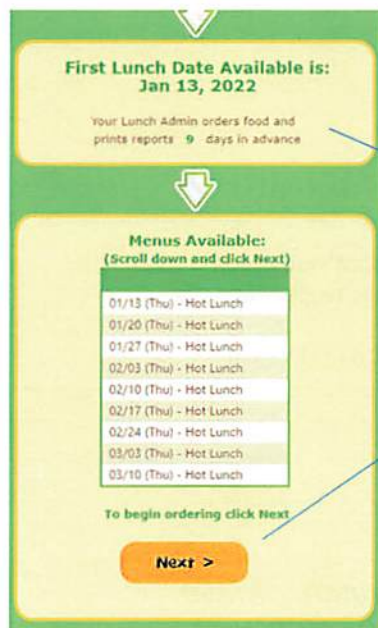 First Lunch Date Available is:
Jan 13, 2022
Your Lunch Admin orders food and
prints reports 9 days in advance
Menus Available:
(Scroll down and click Next)
01/13 (Thu) - Hot Lunch
01/20 (Thu) - Hot Lunch
01/27 (Thu) - Hot Lunch
02/03 (Thu) - Hot Lunch
02/10 (Thu) - Hot Lunch
02/17 (Thu) - Hot Lunch
02/24 (Thu) - Hot Lunch
03/03 (Thu) - Hot Lunch
03/10 (Thu) - Hot Lunch
To begin ordering click Next
Next >